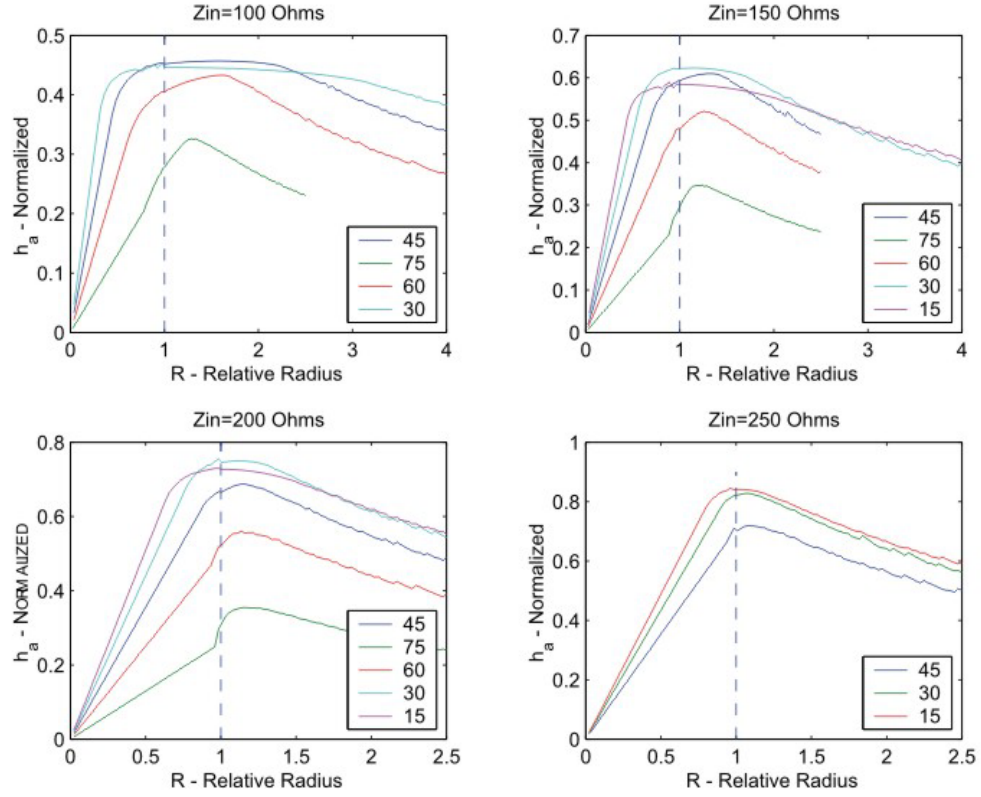 Zin=100 Ohms
0.5
0.4
0.3
0.2
0.1
0
h_a - Normalized
45
75
60
30
0 1 2 3 4
R - Relative Radius
Zin=150 Ohms
0.7
0.6
0.5
0.4
0.3
0.2
0.1
0
h_a - Normalized
45
75
60
30
15
0 1 2 3 4
R - Relative Radius
Zin=200 Ohms
0.8
0.6
0.4
0.2
0
h_a - NORMALIZED
45
75
60
30
15
0 0.5 1 1.5 2 2.5
R - Relative Radius
Zin=250 Ohms
1
0.8
0.6
0.4
0.2
0
h_a - Normalized
45
30
15
0 0.5 1 1.5 2 2.5
R - Relative Radius